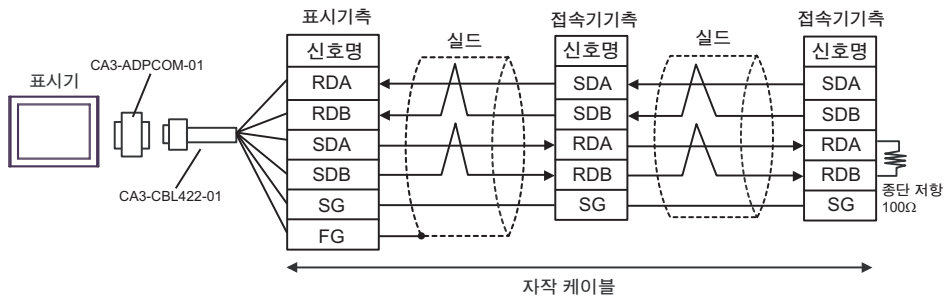 표시기
CA3-ADPCOM-01
CA3-CBL422-01
표시기측
신호명
RDA
RDB
SDA
SDB
SG
FG
실드
접속기기측
신호명
SDA
SDB
RDA
RDB
SG
실드
접속기기측
신호명
SDA
SDB
RDA
RDB
SG
종단 저항
100Ω
자작 케이블